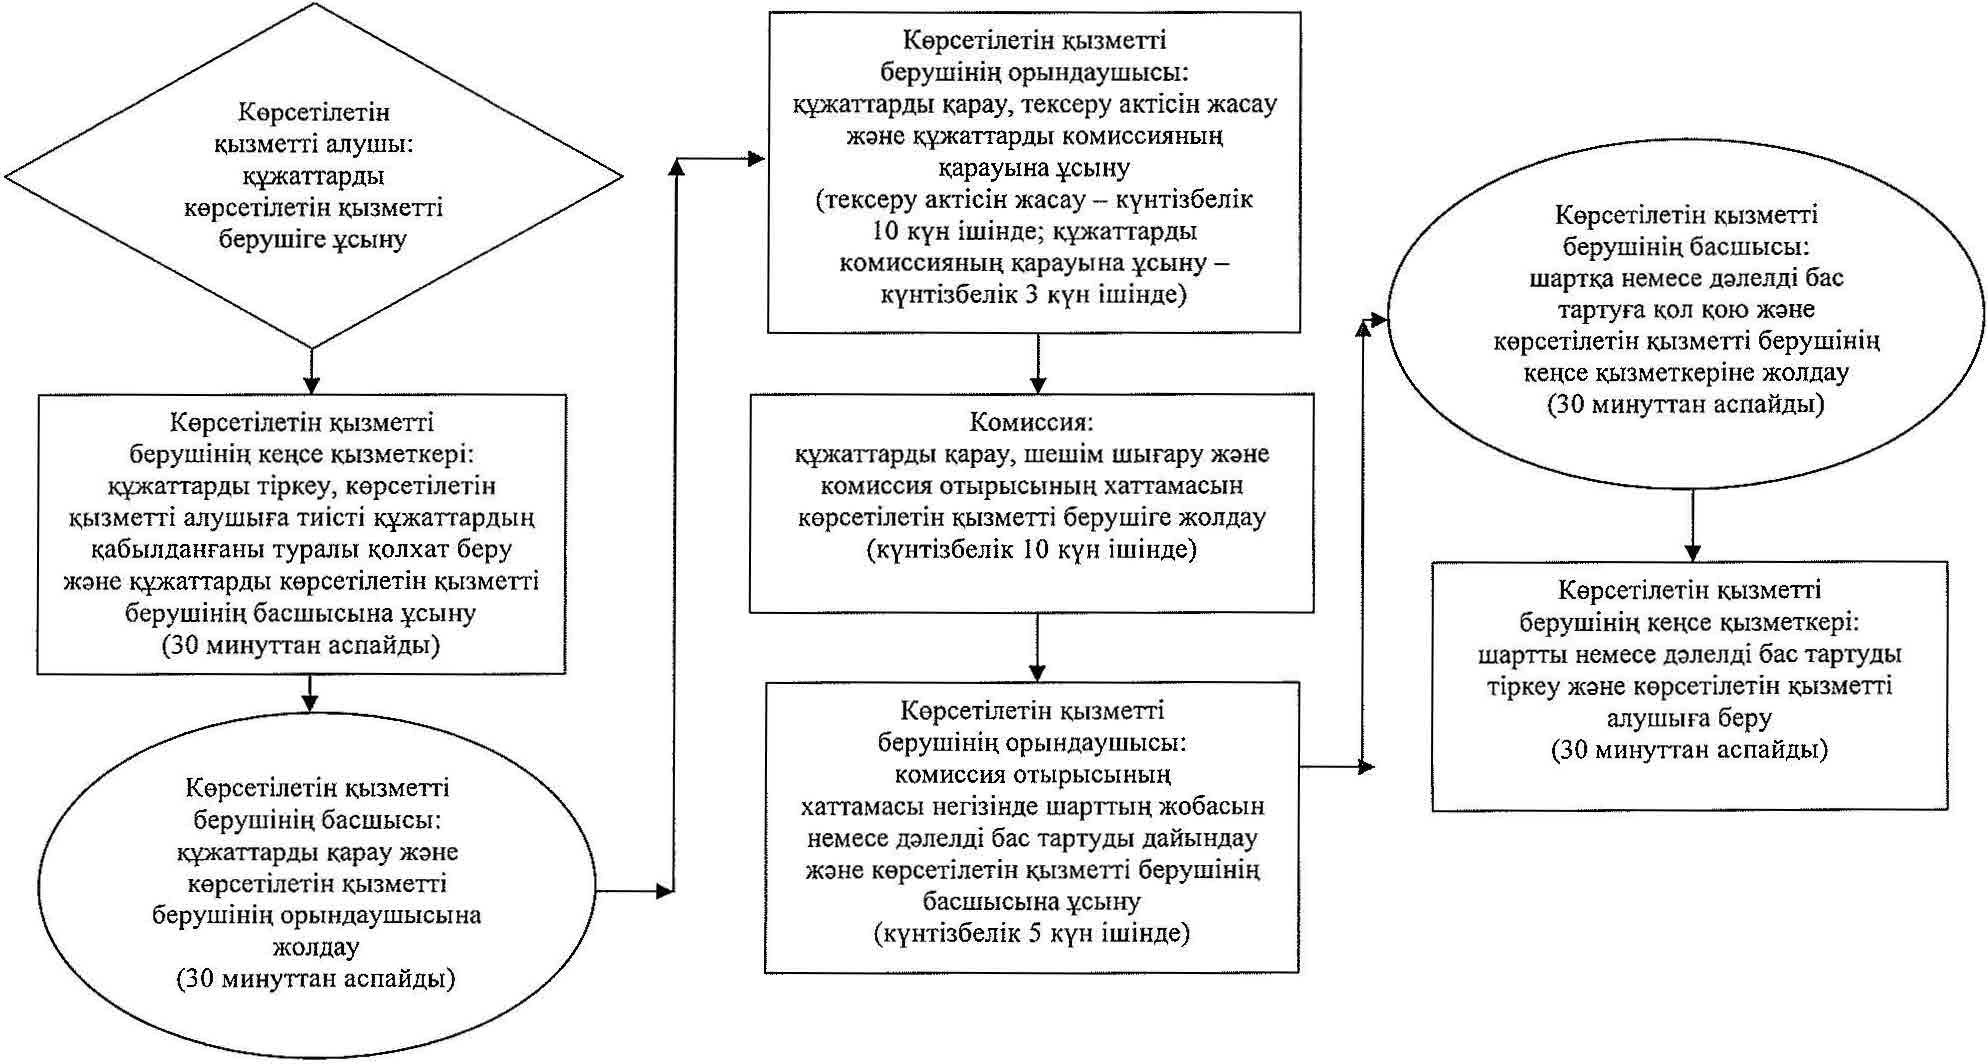 Көрсетілетін
қызметті алушы:
құжаттарды
көрсетілетін қызметті
берушіге ұсыну
Көрсетілетін қызметті
берушінің кеңсе қызметкері:
құжаттарды тіркеу, көрсетілетін
қызметті алушыға тиісті құжаттардың
қабылданғаны туралы қолхат беру
және құжаттарды көрсетілетін қызметті
берушінің басшысына ұсыну
(30 минуттан аспайды)
Көрсетілетін қызметті
берушінің басшысы:
құжаттарды қарау және
көрсетілетін қызметті
берушінің орындаушысына
жолдау
(30 минуттан аспайды)
Көрсетілетін қызметті
берушінің орындаушысы:
құжаттарды қарау, тексеру актісін жасау
және құжаттарды комиссияның
қарауына ұсыну
(тексеру актісін жасау – күнтізбелік
10 күн ішінде; құжаттарды
комиссияның қарауына ұсыну –
күнтізбелік 3 күн ішінде)
Комиссия:
құжаттарды қарау, шешім шығару және
комиссия отырысының хаттамасын
көрсетілетін қызметті берушіге жолдау
(күнтізбелік 10 күн ішінде)
Көрсетілетін қызметті
берушінің орындаушысы:
комиссия отырысының
хаттамасы негізінде шарттың жобасын
немесе дәлелді бас тартуды дайындау
және көрсетілетін қызметті берушінің
басшысына ұсыну
(күнтізбелік 5 күн ішінде)
Көрсетілетін қызметті
берушінің басшысы:
шартқа немесе дәлелді бас
тартуға қол қою және
көрсетілетін қызметті берушінің
кеңсе қызметкеріне жолдау
(30 минуттан аспайды)
Көрсетілетін қызметті
берушінің кеңсе қызметкері:
шартты немесе дәлелді бас тартуды
тіркеу және көрсетілетін қызметті
алушыға беру
(30 минуттан аспайды)